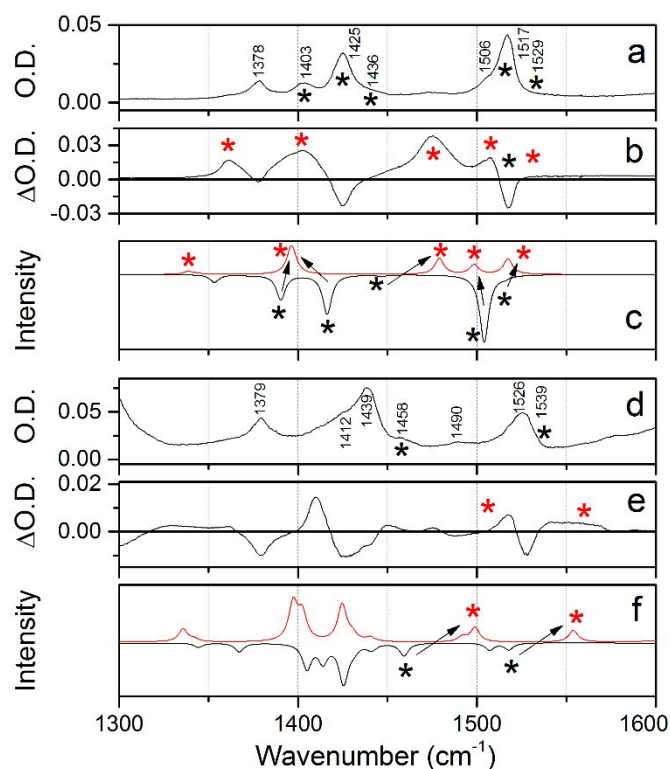 0.05
0.00
O.D.
1378
1403
1425
1436
1506
1517
1529
* * * * *
a
0.03
0.00
-0.03
ΔO.D.
* * * * * *
b
Intensity
* * * * *
* * * * *
c
0.05
0.00
O.D.
1379
1412
1439
1458
1490
1526
1539
* *
d
0.02
0.00
ΔO.D.
* *
e
Intensity
* *
* *
f
1300 1400 1500 1600
Wavenumber (cm-1)